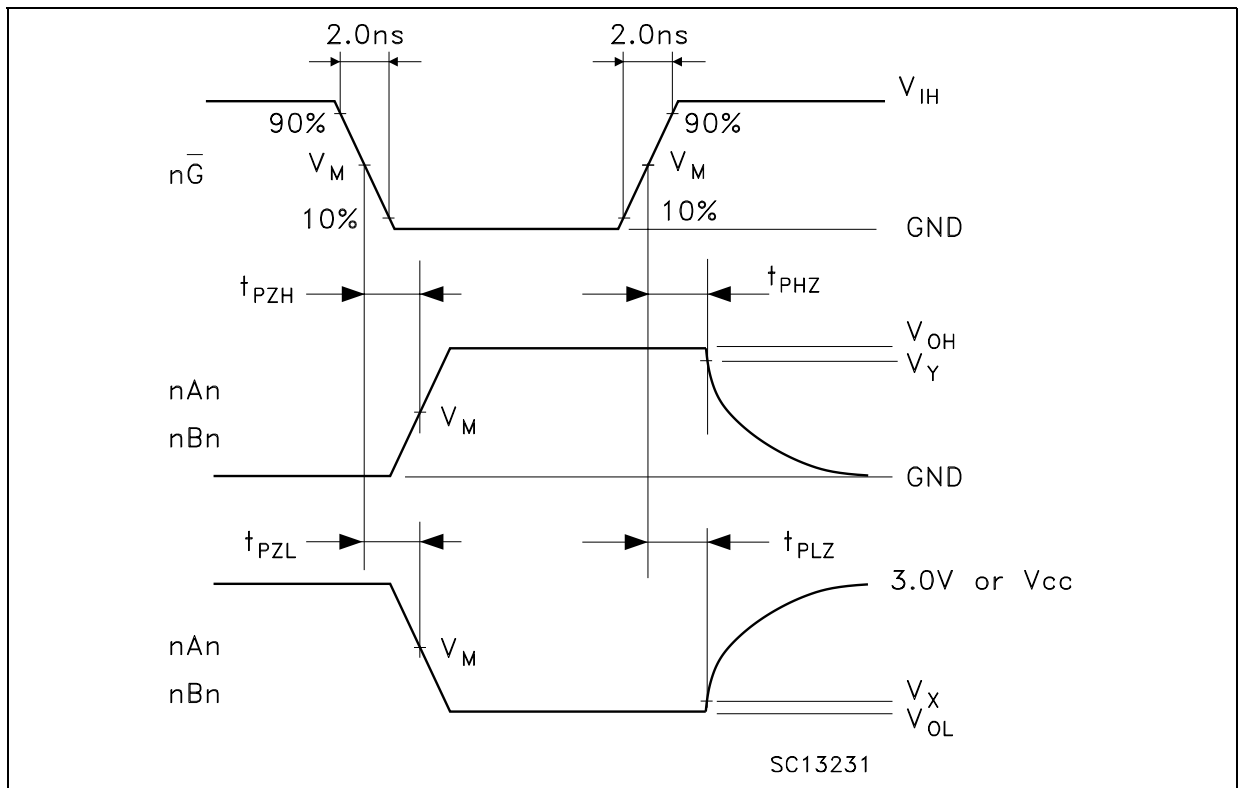 2.0ns 2.0ns
V_IH
90% 90%
nG̅ V_M V_M
10% 10%
GND
t_PZH t_PHZ
V_OH
V_Y
nAn
V_M
nBn
GND
t_PZL t_PLZ
3.0V or Vcc
nAn V_M
nBn V_X
V_OL
SC13231